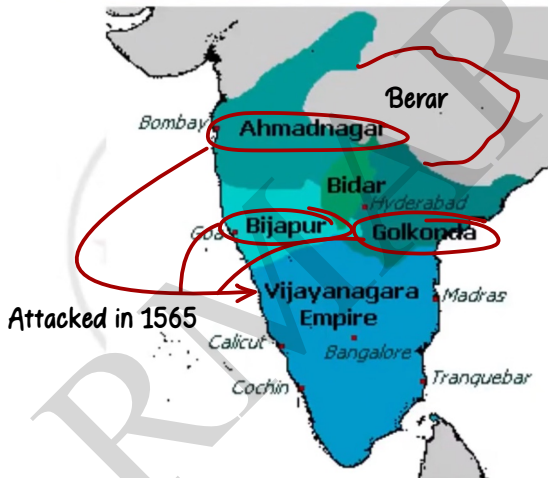 Berar
Bombay
Ahmadnagar
Bidar
Hyderabad
Goa
Bijapur
Golkonda
Vijayanagara
Empire
Madras
Attacked in 1565
Calicut
Bangalore
Cochin
Tranquebar